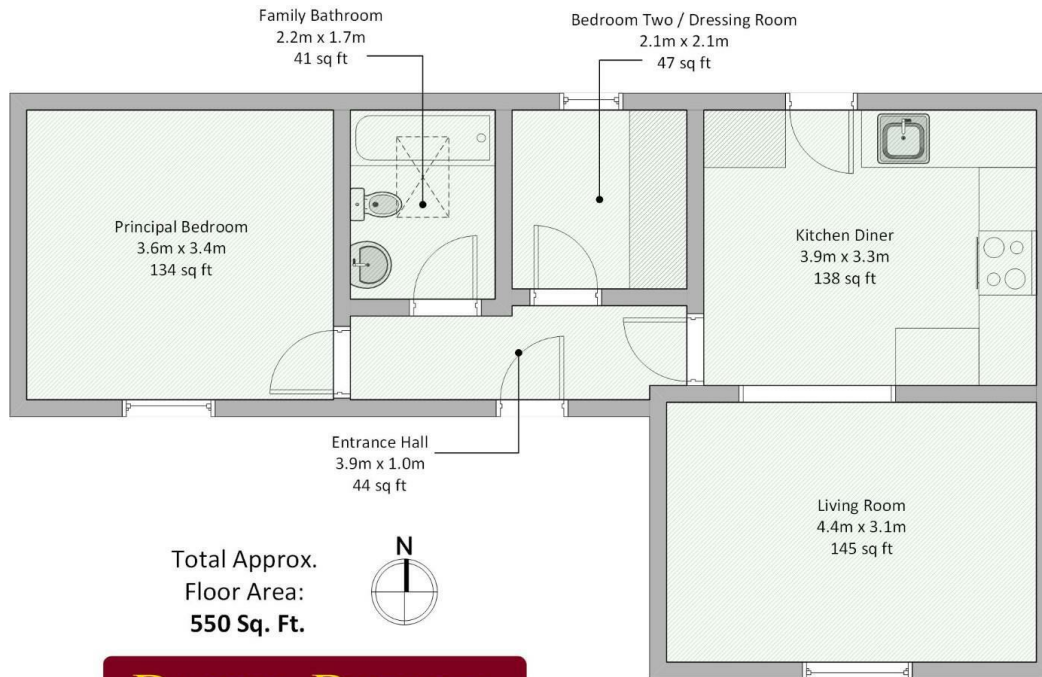 Family Bathroom
2.2m x 1.7m
41 sq ft
Bedroom Two / Dressing Room
2.1m x 2.1m
47 sq ft
Principal Bedroom
3.6m x 3.4m
134 sq ft
Kitchen Diner
3.9m x 3.3m
138 sq ft
Entrance Hall
3.9m x 1.0m
44 sq ft
Living Room
4.4m x 3.1m
145 sq ft
Total Approx.
Floor Area:
550 Sq. Ft.
N